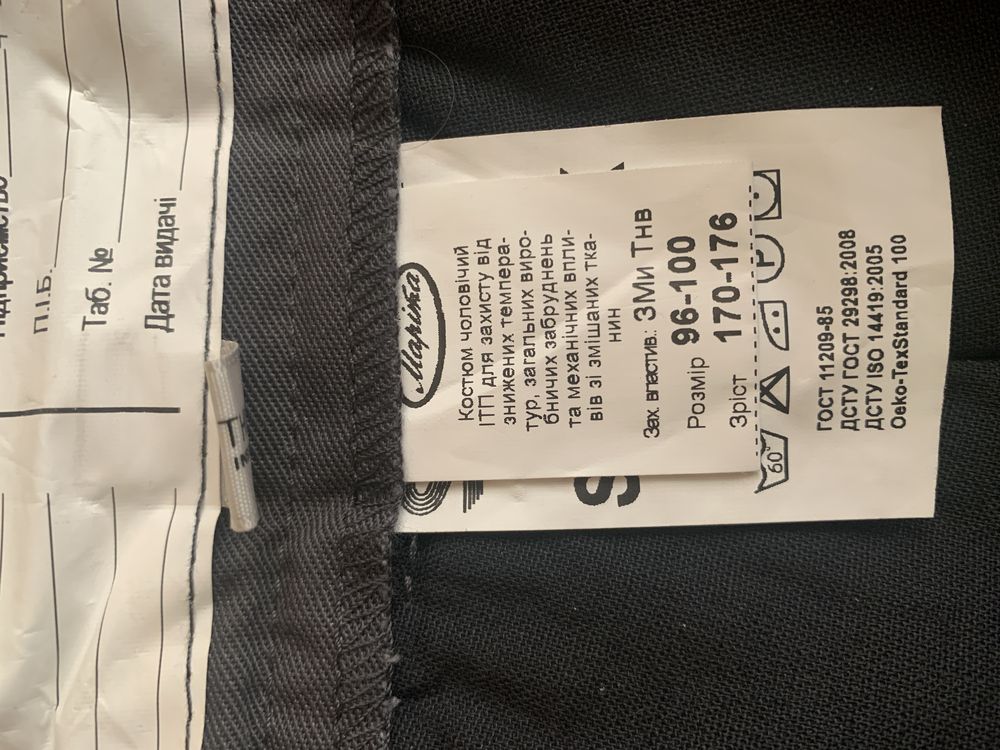 П.І.Б.
Таб. №
Дата видачі
Маріка
Костюм чоловічий
ІТП для захисту від
знижених темпера-
тур, загальних виро-
бничих забруднень
та механічних впли-
вів зі змішаних тка-
нин
Зах. властив.: ЗМи Тнв
Розмір 96-100
Зріст 170-176
60°
P
ГОСТ 11209-85
ДСТУ ГОСТ 29298:2008
ДСТУ ISO 14419:2005
Oeko-TexStandard 100